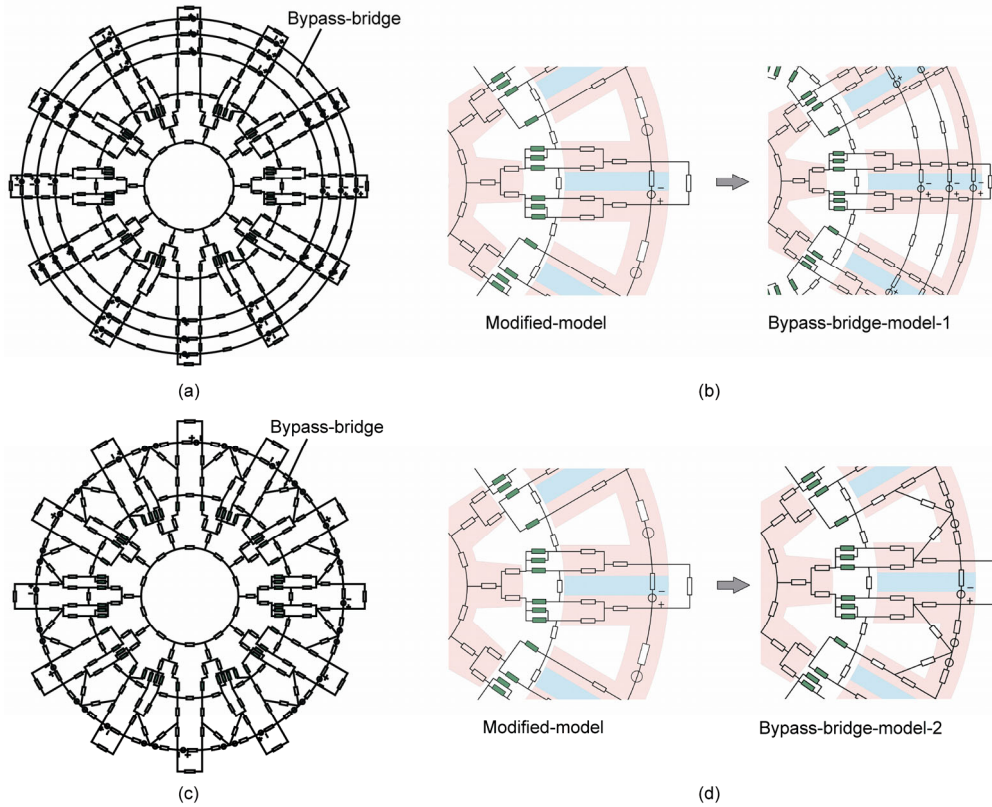 Bypass-bridge
Modified-model
Bypass-bridge-model-1
(a)
(b)
Bypass-bridge
Modified-model
Bypass-bridge-model-2
(c)
(d)